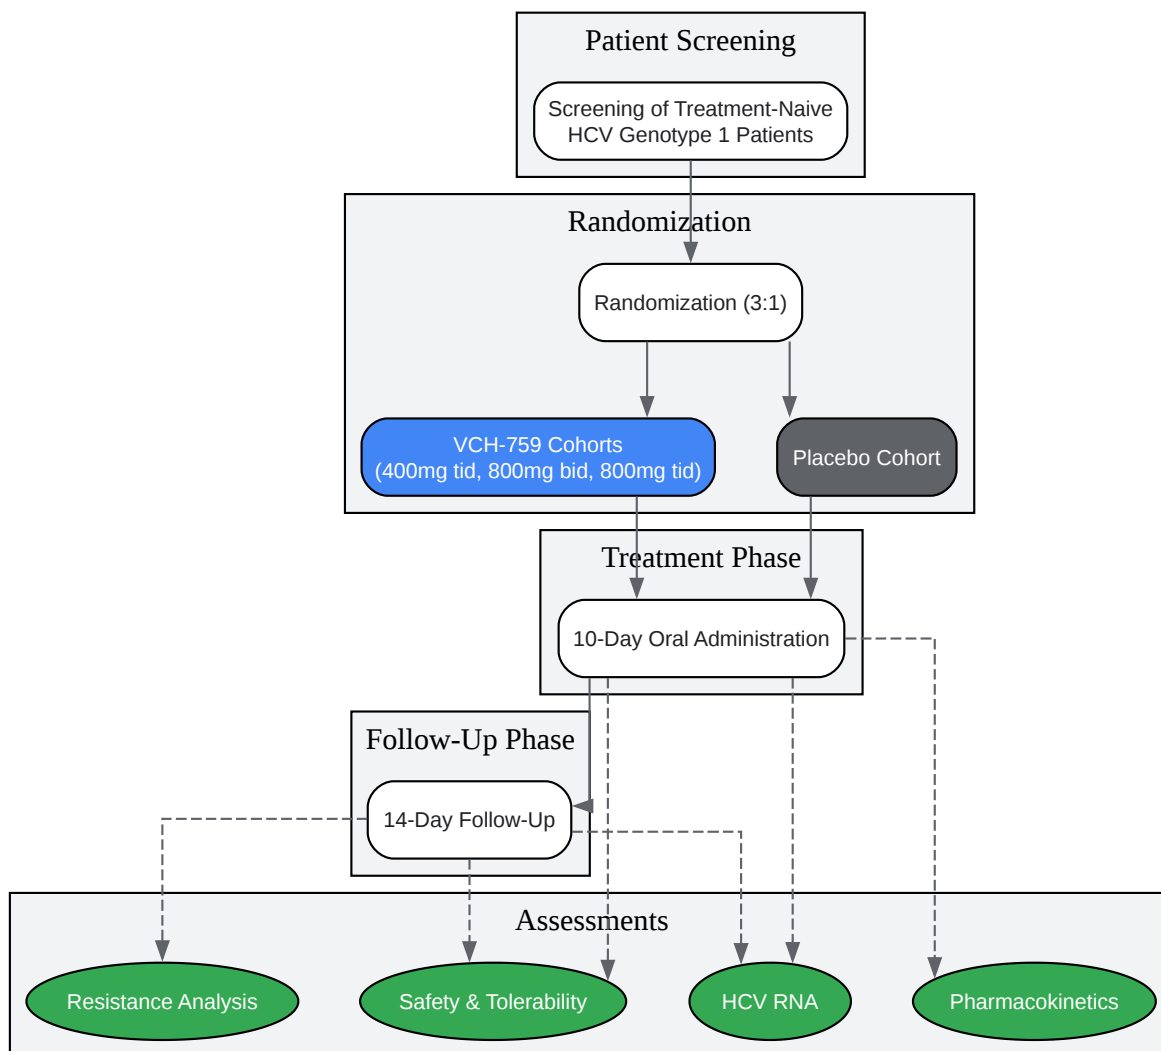 Patient Screening
Screening of Treatment-Naive
HCV Genotype 1 Patients
Randomization
Randomization (3:1)
VCH-759 Cohorts
(400mg tid, 800mg bid, 800mg tid)
Placebo Cohort
Treatment Phase
10-Day Oral Administration
Follow-Up Phase
14-Day Follow-Up
Assessments
Resistance Analysis
Safety & Tolerability
HCV RNA
Pharmacokinetics